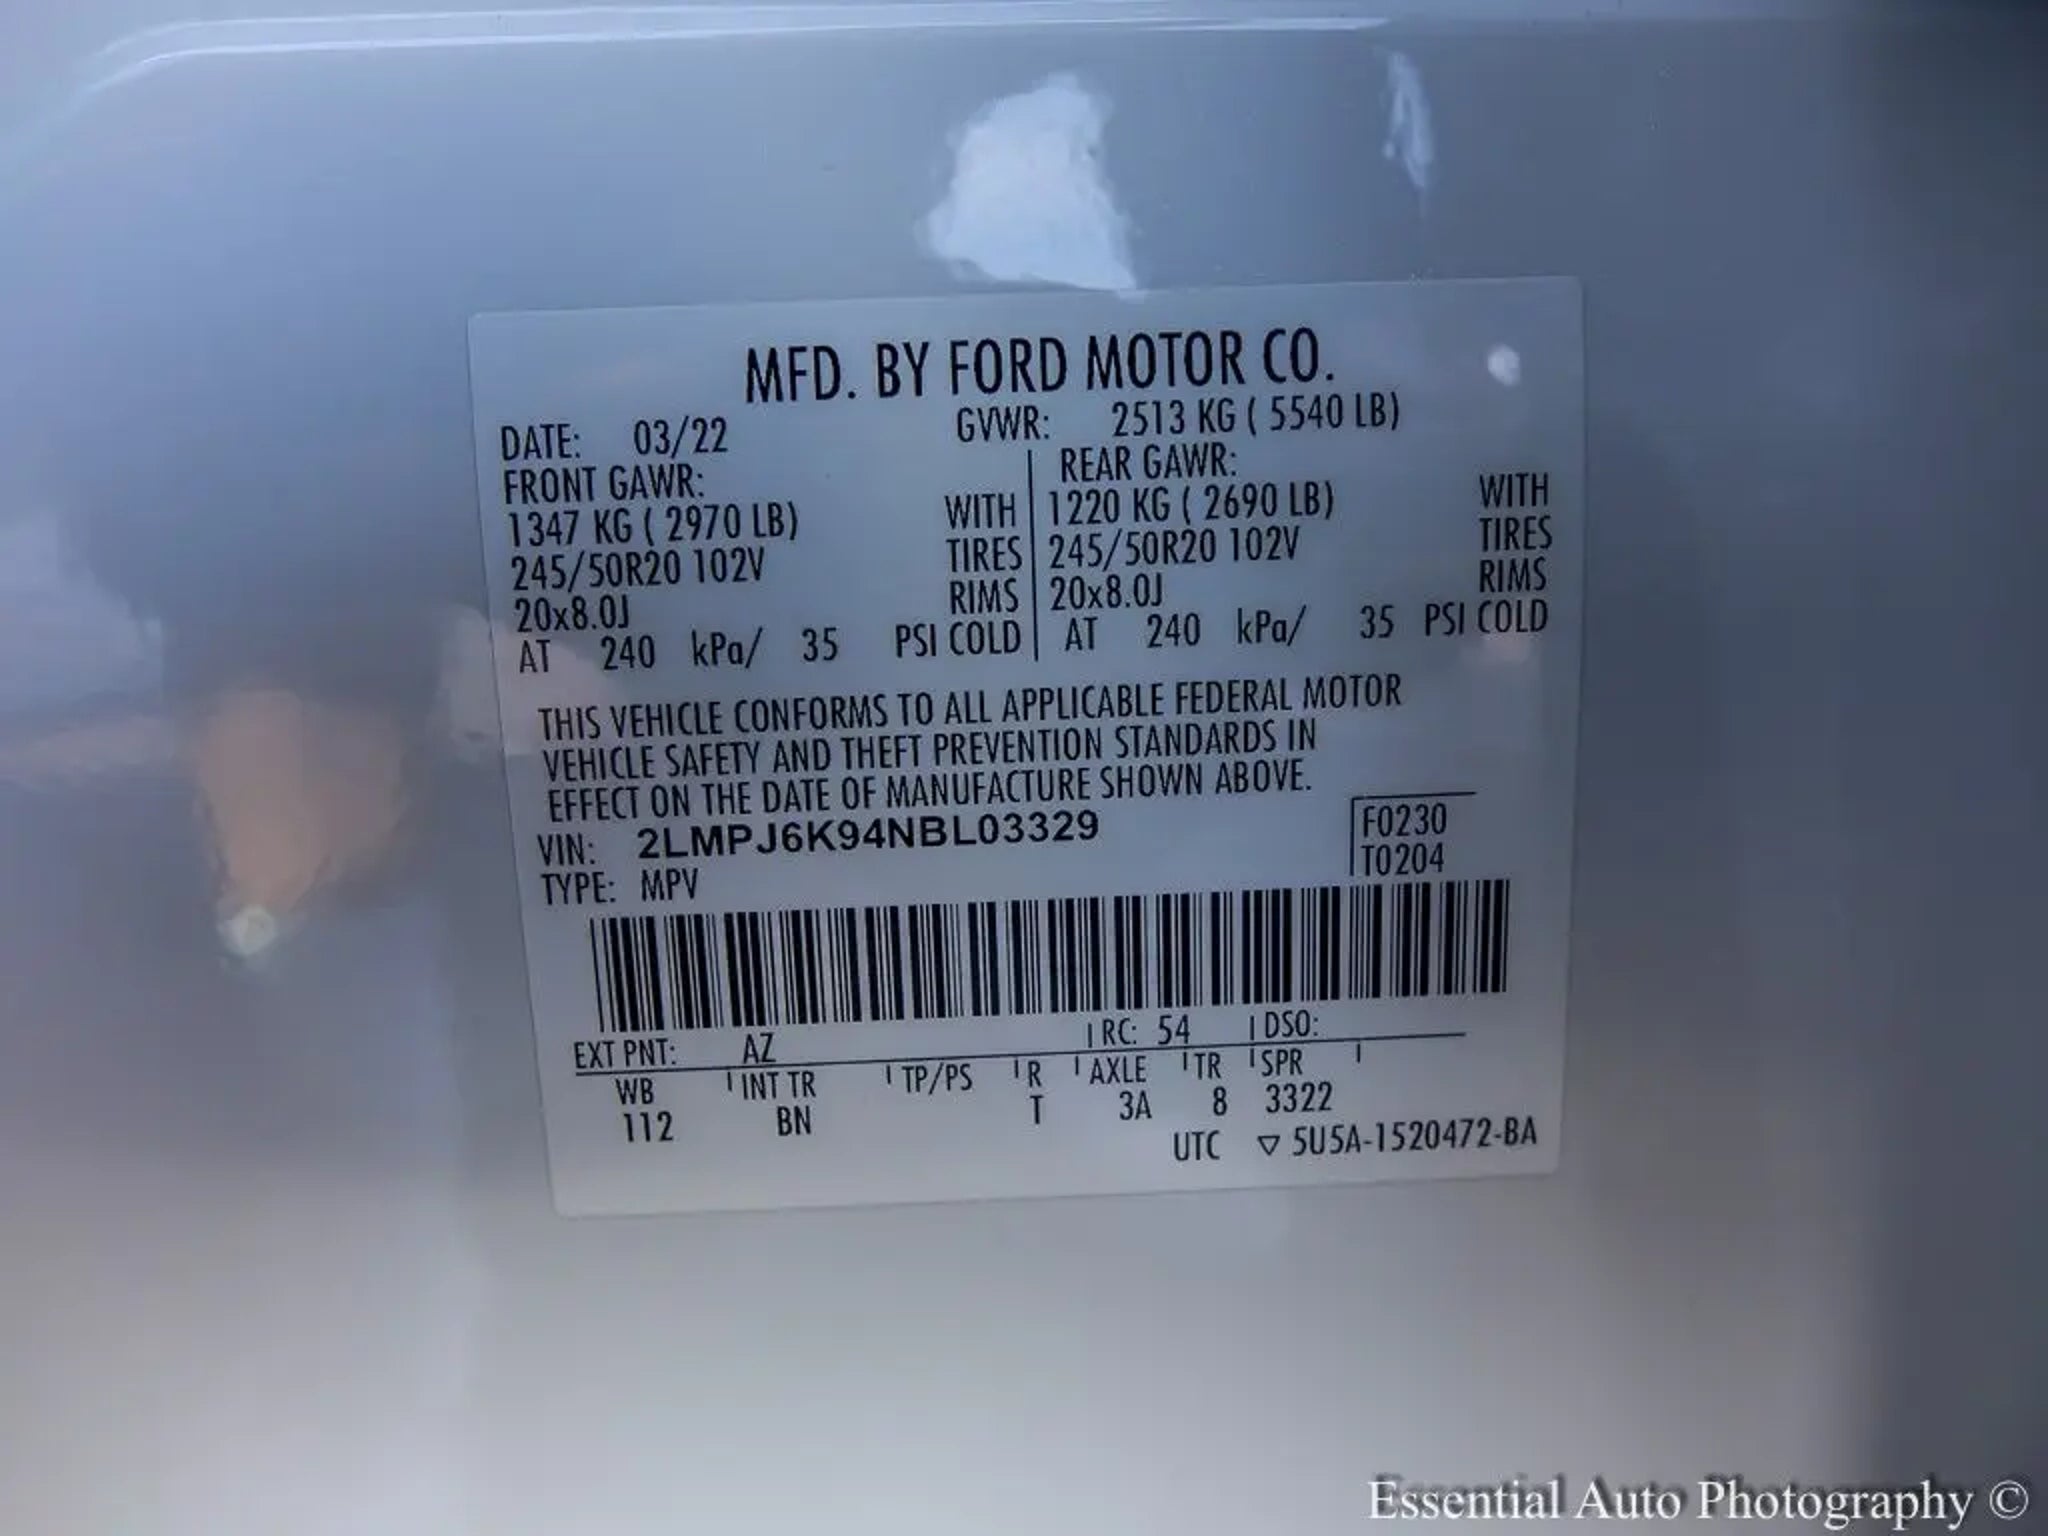 MFD. BY FORD MOTOR CO.
DATE: 03/22 GVWR: 2513 KG ( 5540 LB)
FRONT GAWR: REAR GAWR:
1347 KG ( 2970 LB) WITH 1220 KG ( 2690 LB) WITH
245/50R20 102V TIRES 245/50R20 102V TIRES
20x8.0J RIMS 20x8.0J RIMS
AT 240 kPa/ 35 PSI COLD AT 240 kPa/ 35 PSI COLD
THIS VEHICLE CONFORMS TO ALL APPLICABLE FEDERAL MOTOR
VEHICLE SAFETY AND THEFT PREVENTION STANDARDS IN
EFFECT ON THE DATE OF MANUFACTURE SHOWN ABOVE.
VIN: 2LMPJ6K94NBL03329 F0230
TYPE: MPV T0204
EXT PNT: AZ RC: 54 DSO:
WB INT TR TP/PS R AXLE TR SPR
112 BN T 3A 8 3322
UTC ▽ 5U5A-1520472-BA
Essential Auto Photography ©